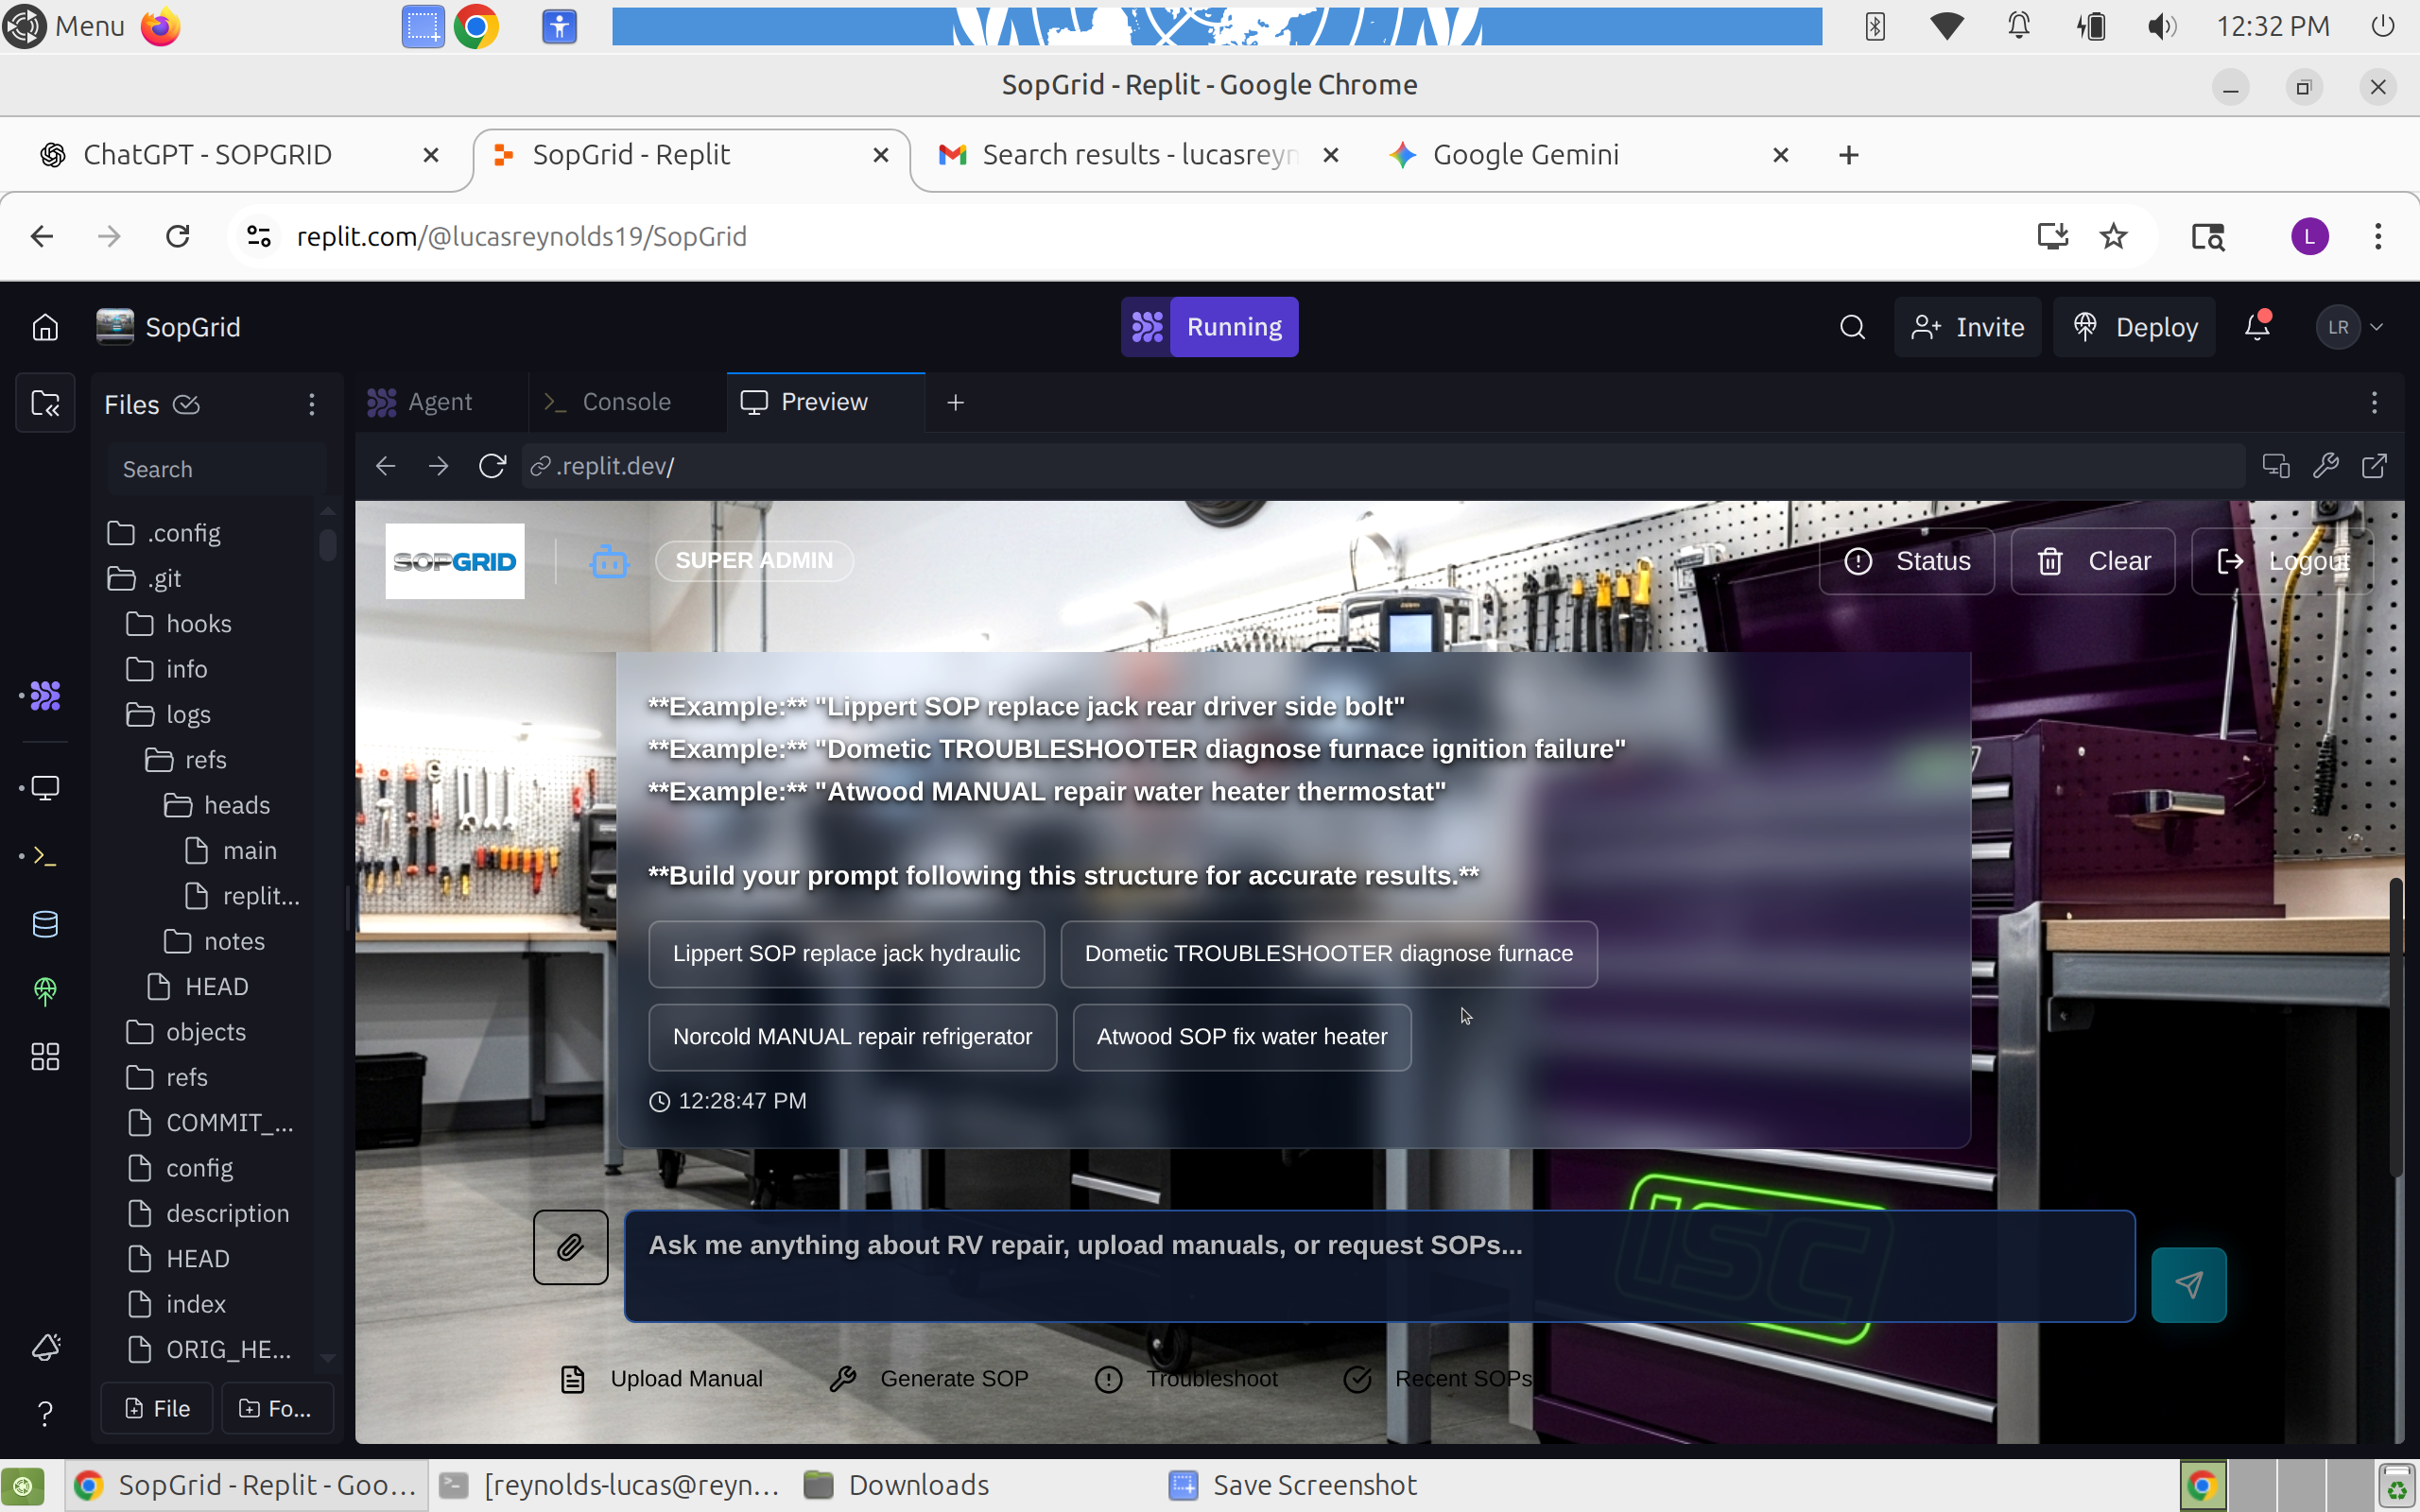 Menu
12:32 PM
SopGrid - Replit - Google Chrome
ChatGPT - SOPGRID
SopGrid - Replit
Search results - lucasreyn
Google Gemini
replit.com/@lucasreynolds19/SopGrid
L
SopGrid
Running
Invite
Deploy
LR
Files
Agent
Console
Preview
Search
.replit.dev/
.config
.git
hooks
info
logs
refs
heads
main
replit...
notes
HEAD
objects
refs
COMMIT_...
config
description
HEAD
index
ORIG_HE...
File
Fo...
SOPGRID
SUPER ADMIN
Status
Clear
Logout
**Example:** "Lippert SOP replace jack rear driver side bolt"
**Example:** "Dometic TROUBLESHOOTER diagnose furnace ignition failure"
**Example:** "Atwood MANUAL repair water heater thermostat"
**Build your prompt following this structure for accurate results.**
Lippert SOP replace jack hydraulic
Dometic TROUBLESHOOTER diagnose furnace
Norcold MANUAL repair refrigerator
Atwood SOP fix water heater
12:28:47 PM
ISC
Ask me anything about RV repair, upload manuals, or request SOPs...
Upload Manual
Generate SOP
Troubleshoot
Recent SOPs
SopGrid - Replit - Goo...
[reynolds-lucas@reyn...
Downloads
Save Screenshot